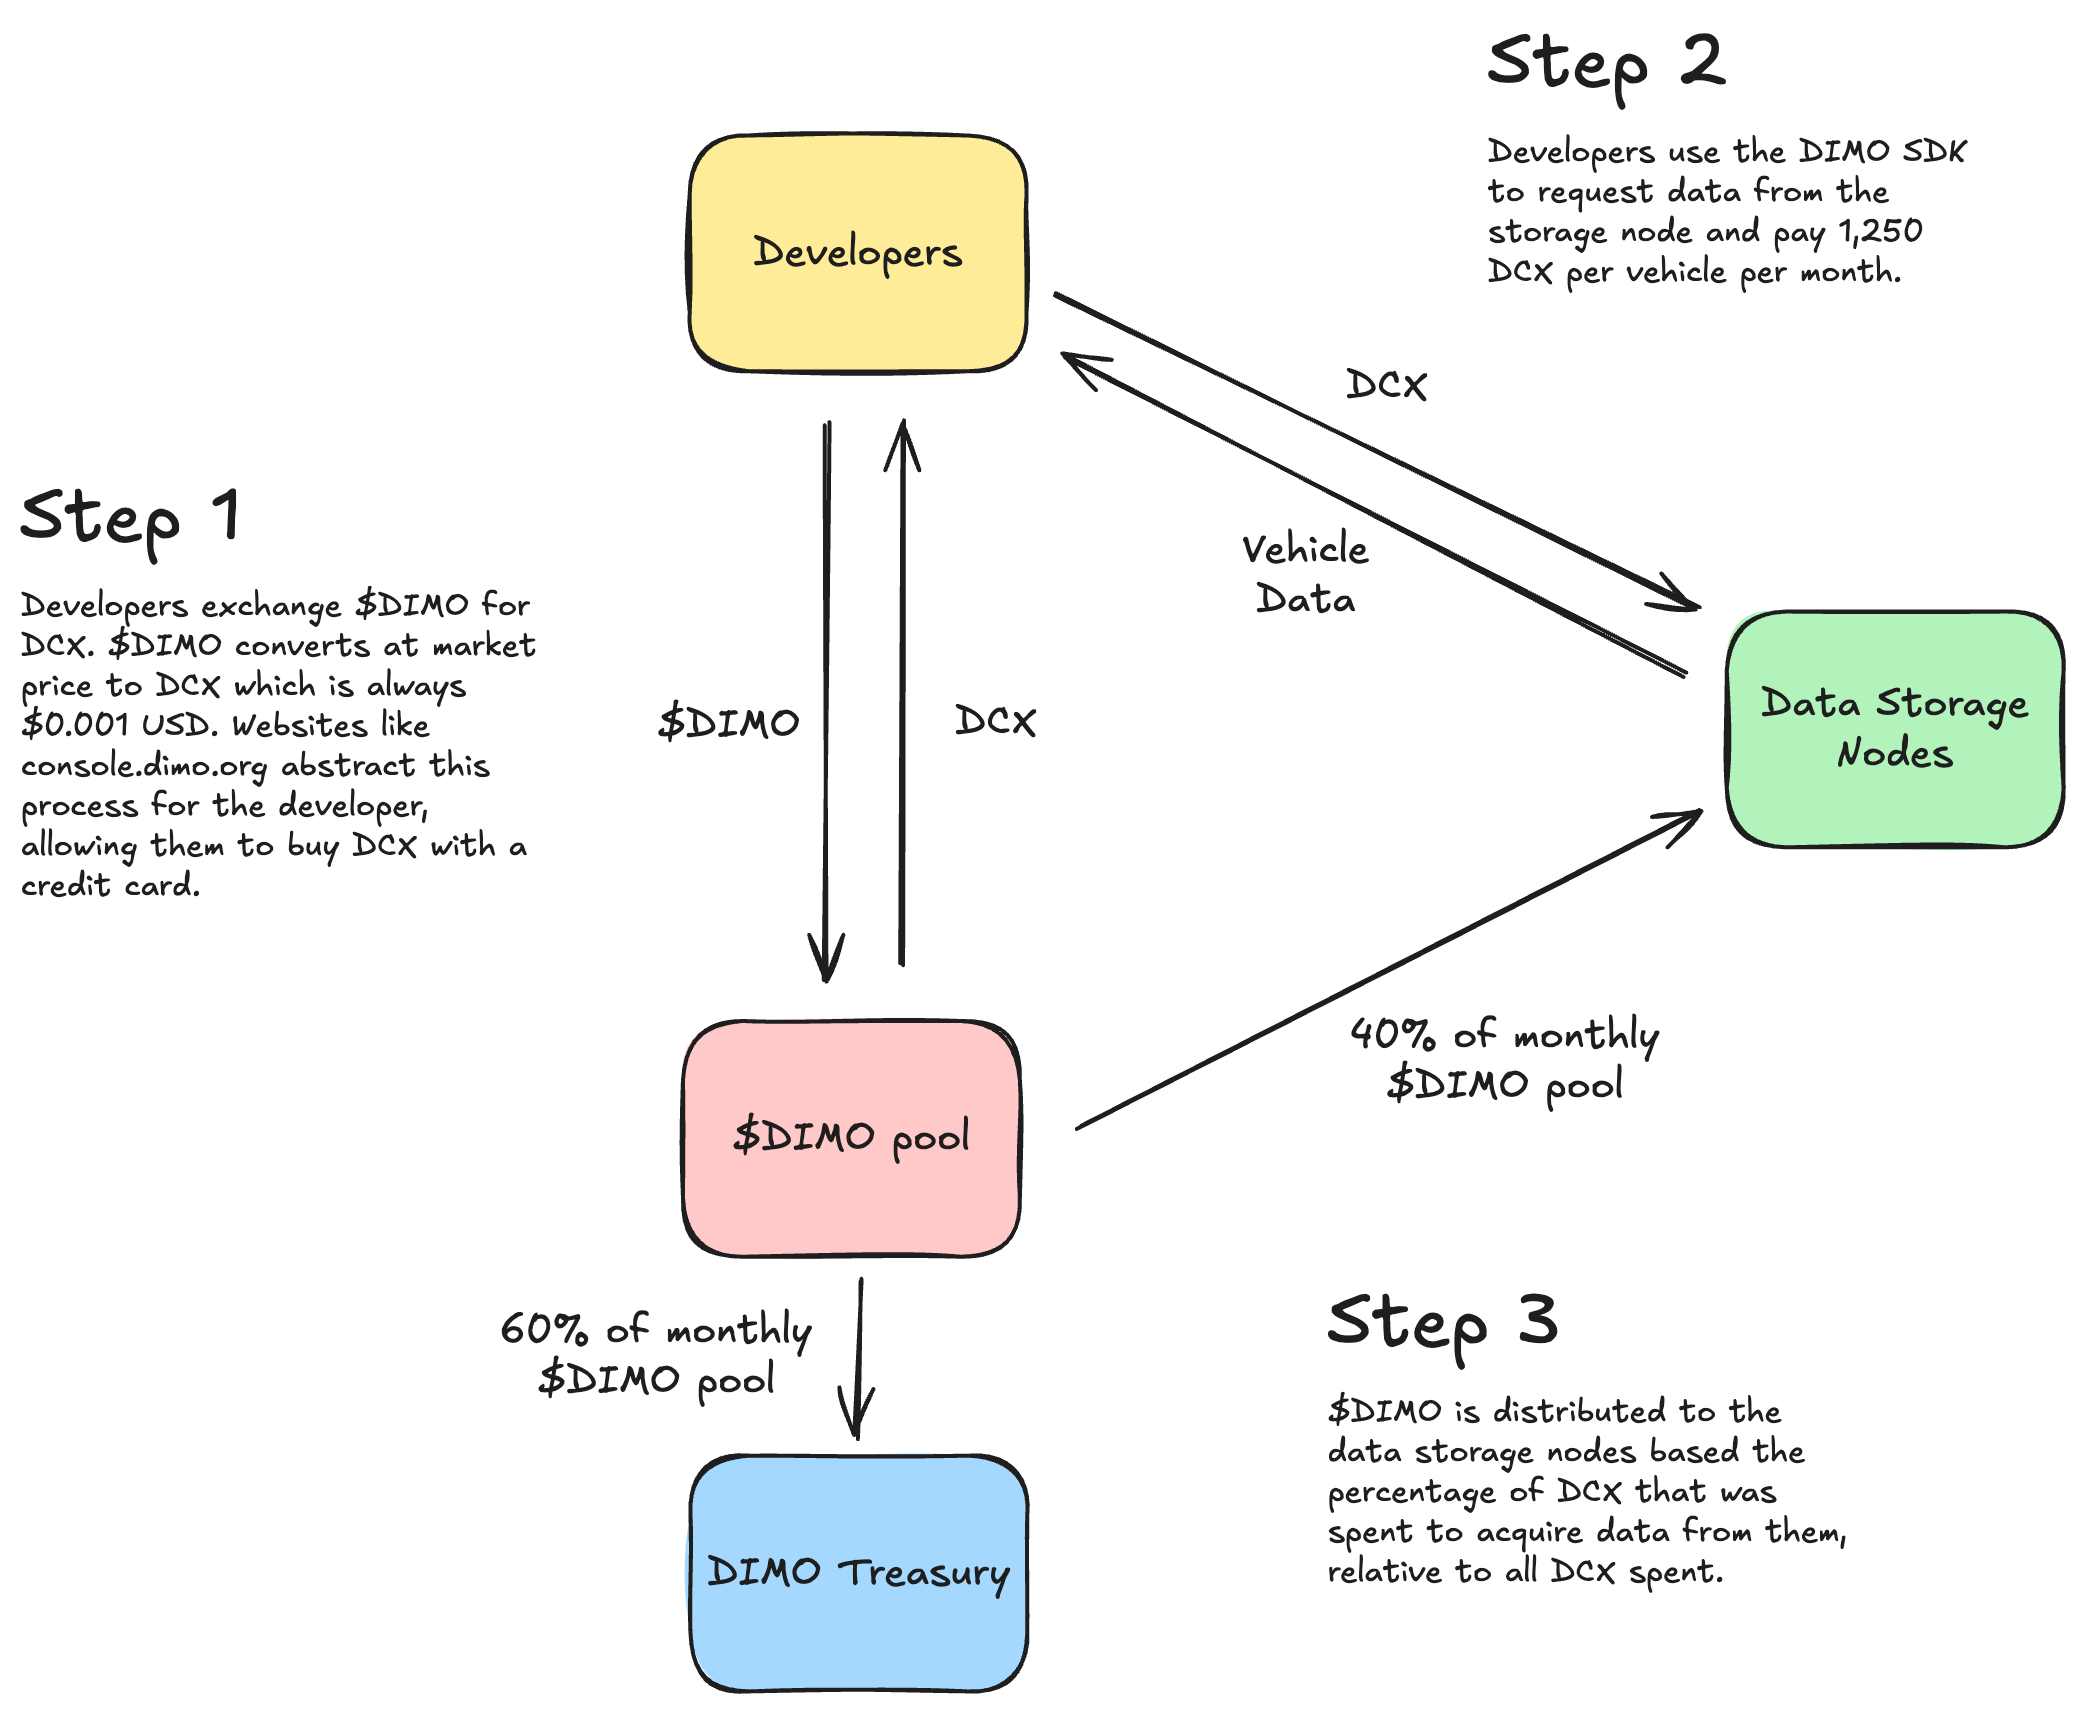 Step 2
Developers use the DIMO SDK
to request data from the
storage node and pay 1,250
DCX per vehicle per month.
Developers
DCX
Vehicle
Data
Step 1
Developers exchange $DIMO for
DCX. $DIMO converts at market
price to DCX which is always
$0.001 USD. Websites like
console.dimo.org abstract this
process for the developer,
allowing them to buy DCX with a
credit card.
$DIMO
DCX
Data Storage
Nodes
40% of monthly
$DIMO pool
$DIMO pool
60% of monthly
$DIMO pool
Step 3
$DIMO is distributed to the
data storage nodes based the
percentage of DCX that was
spent to acquire data from them,
relative to all DCX spent.
DIMO Treasury